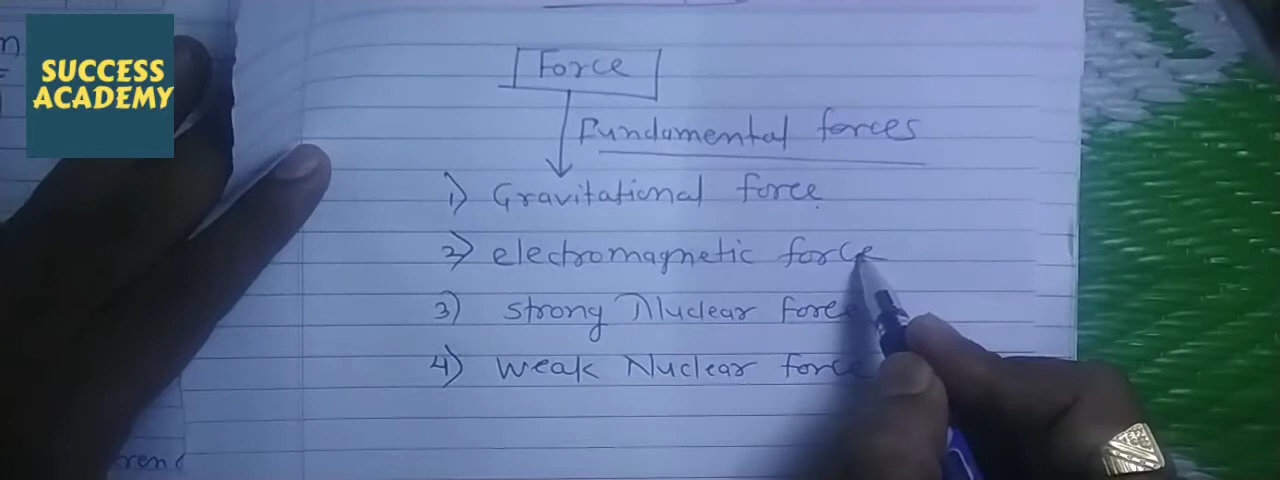 SUCCESS
ACADEMY
Force
Fundamental forces
1) Gravitational force
2) electromagnetic force
3) strong Nuclear force
4) weak Nuclear force